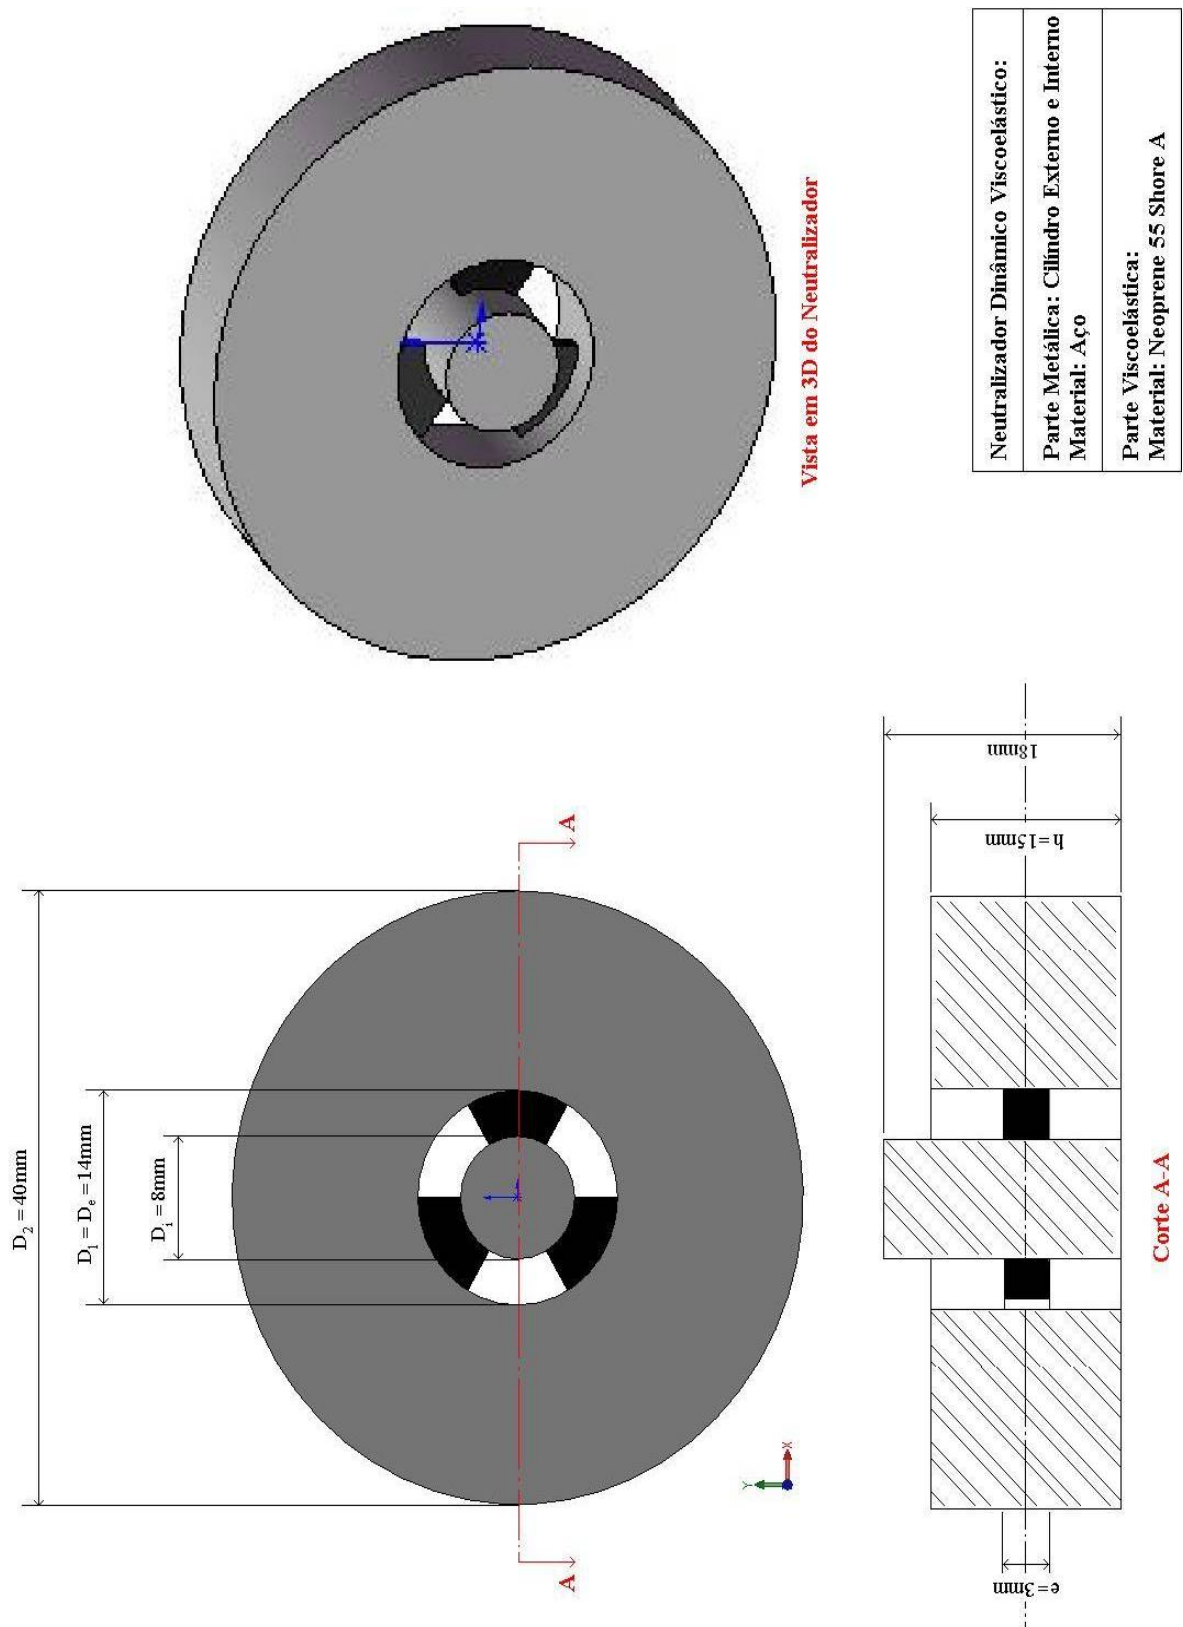 D₂ = 40mm
D₁ = Dₑ = 14mm
Dᵢ = 8mm
A
A
Y
X
e=3mm
h=15mm
18mm
Corte A-A
Vista em 3D do Neutralizador
Neutralizador Dinâmico Viscoelástico:
Parte Metálica: Cilindro Externo e Interno
Material: Aço
Parte Viscoelástica:
Material: Neoprene 55 Shore A